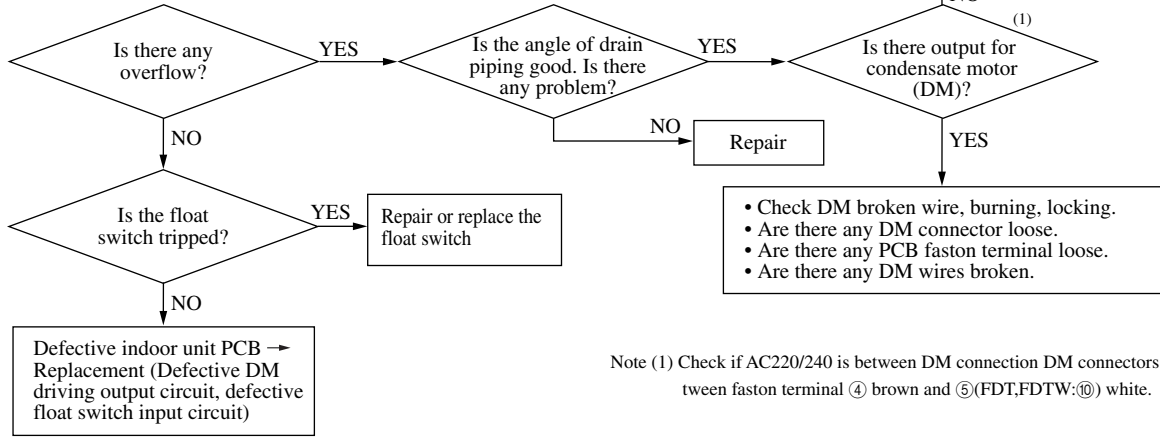 NO
(1)
Is there any
overflow?
YES
Is the angle of drain
piping good. Is there
any problem?
YES
Is there output for
condensate motor
(DM)?
NO
NO
Repair
YES
Is the float
switch tripped?
YES
Repair or replace the
float switch
• Check DM broken wire, burning, locking.
• Are there any DM connector loose.
• Are there any PCB faston terminal loose.
• Are there any DM wires broken.
NO
Defective indoor unit PCB →
Replacement (Defective DM
driving output circuit, defective
float switch input circuit)
Note (1) Check if AC220/240 is between DM connection DM connectors
tween faston terminal ④ brown and ⑤(FDT,FDTW:⑩) white.